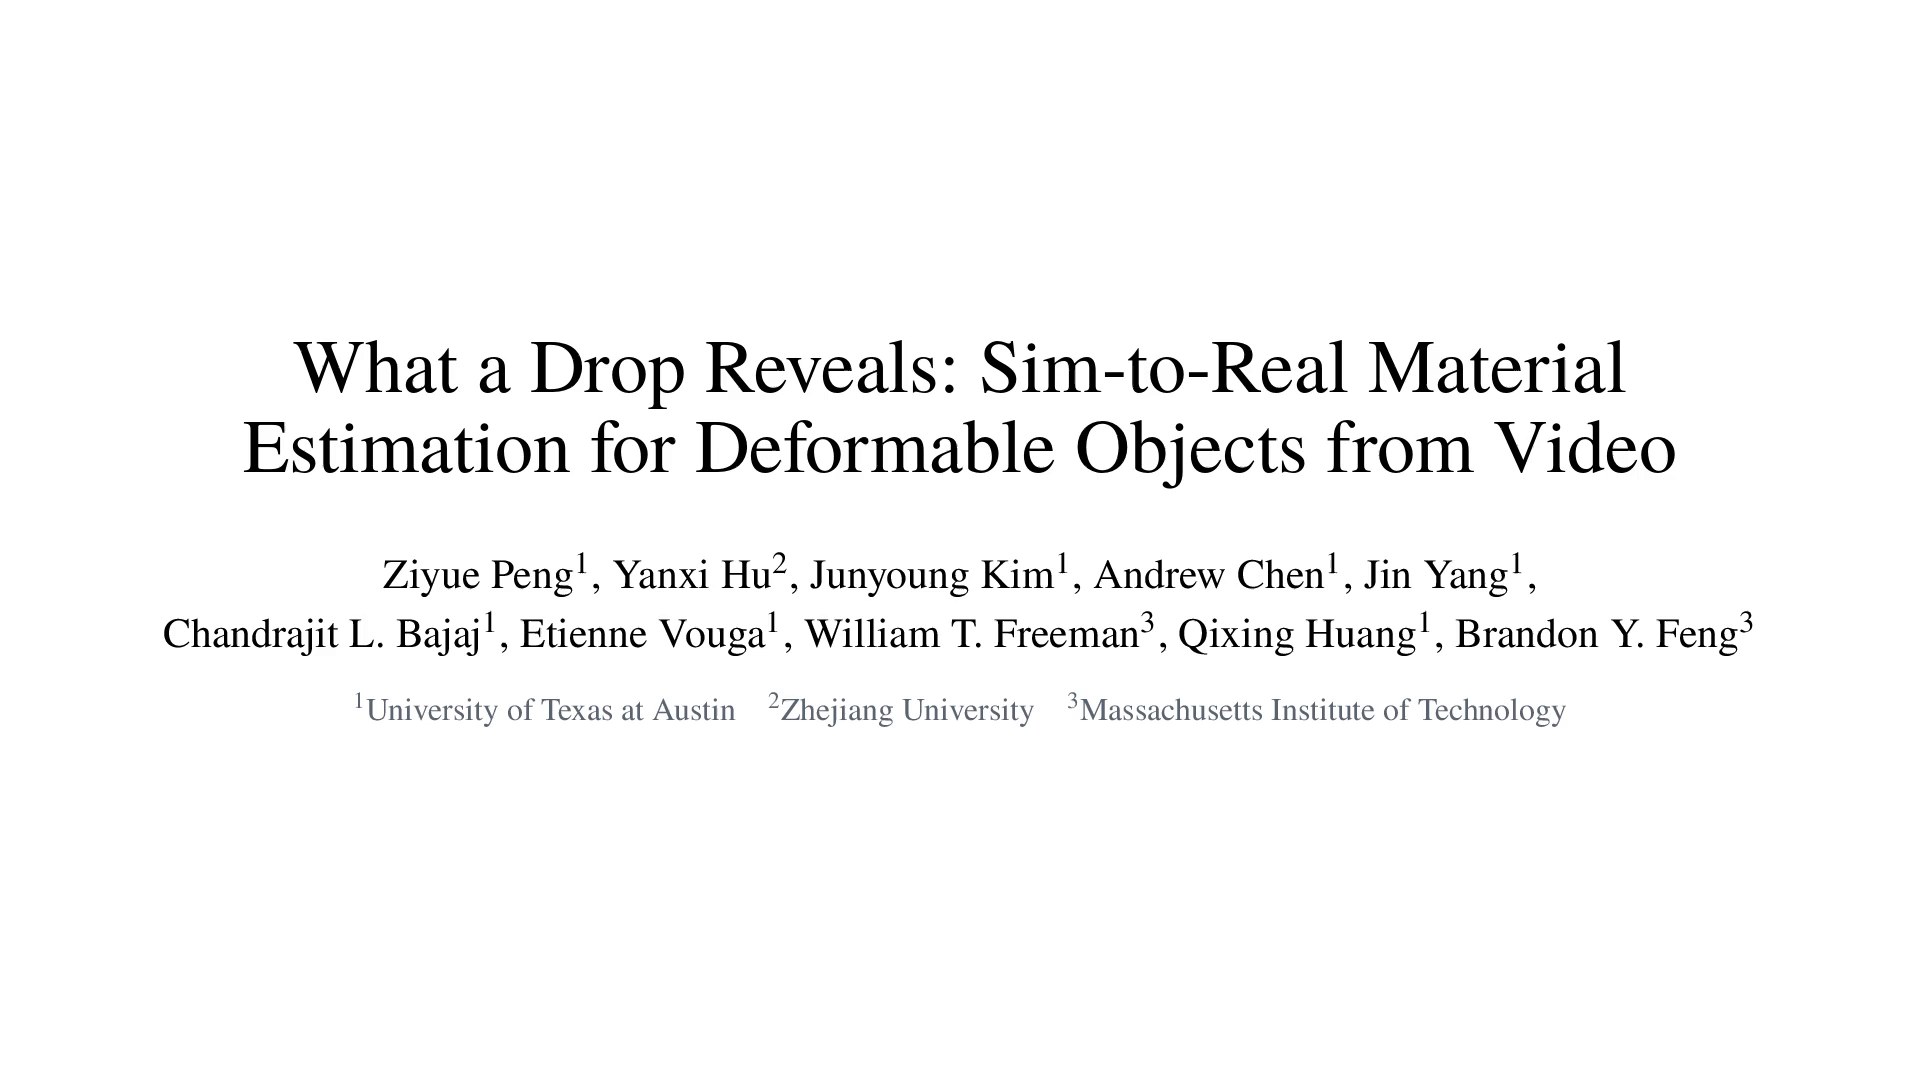 What a Drop Reveals: Sim-to-Real Material
Estimation for Deformable Objects from Video
Ziyue Peng¹, Yanxi Hu², Junyoung Kim¹, Andrew Chen¹, Jin Yang¹,
Chandrajit L. Bajaj¹, Etienne Vouga¹, William T. Freeman³, Qixing Huang¹, Brandon Y. Feng³
¹University of Texas at Austin ²Zhejiang University ³Massachusetts Institute of Technology